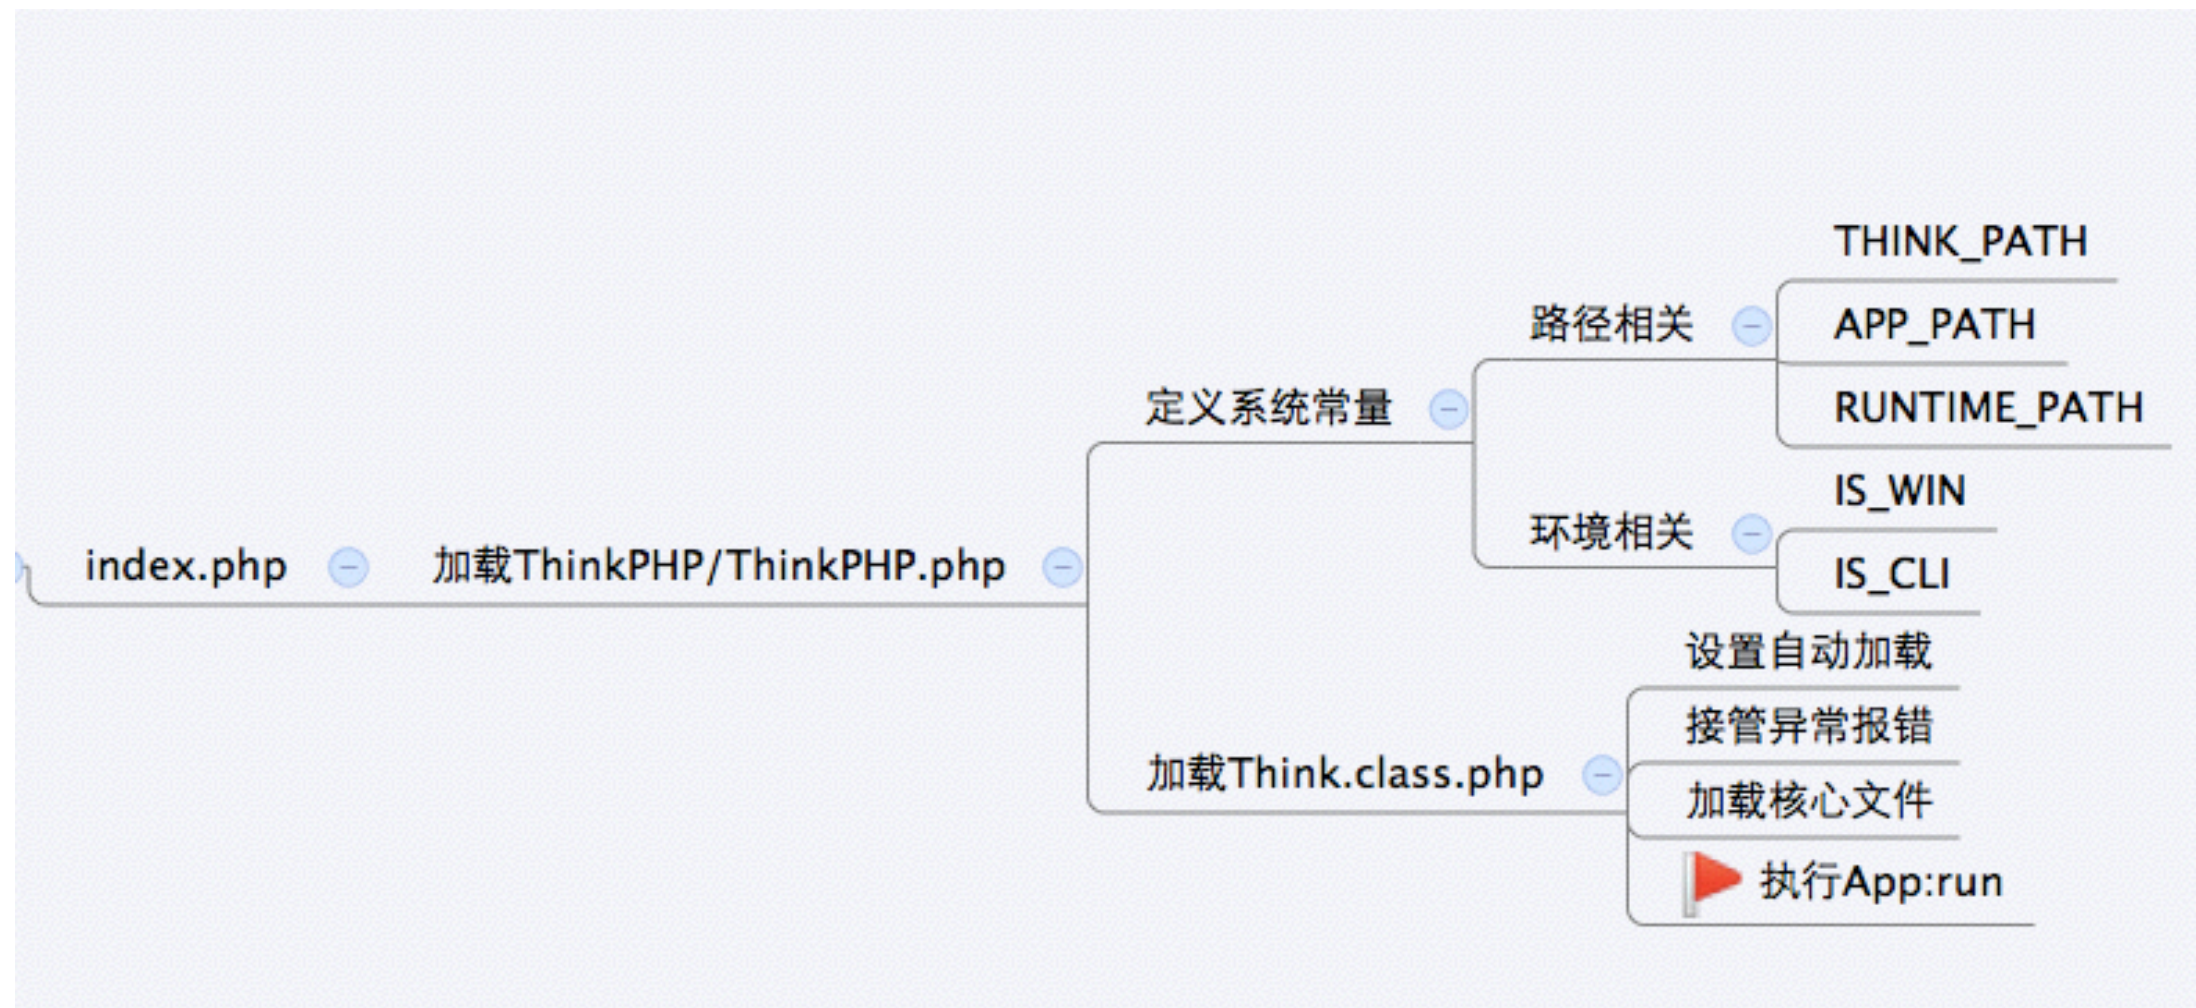 THINK_PATH
路径相关
APP_PATH
定义系统常量
RUNTIME_PATH
IS_WIN
环境相关
index.php
加载ThinkPHP/ThinkPHP.php
IS_CLI
设置自动加载
接管异常报错
加载Think.class.php
加载核心文件
执行App:run